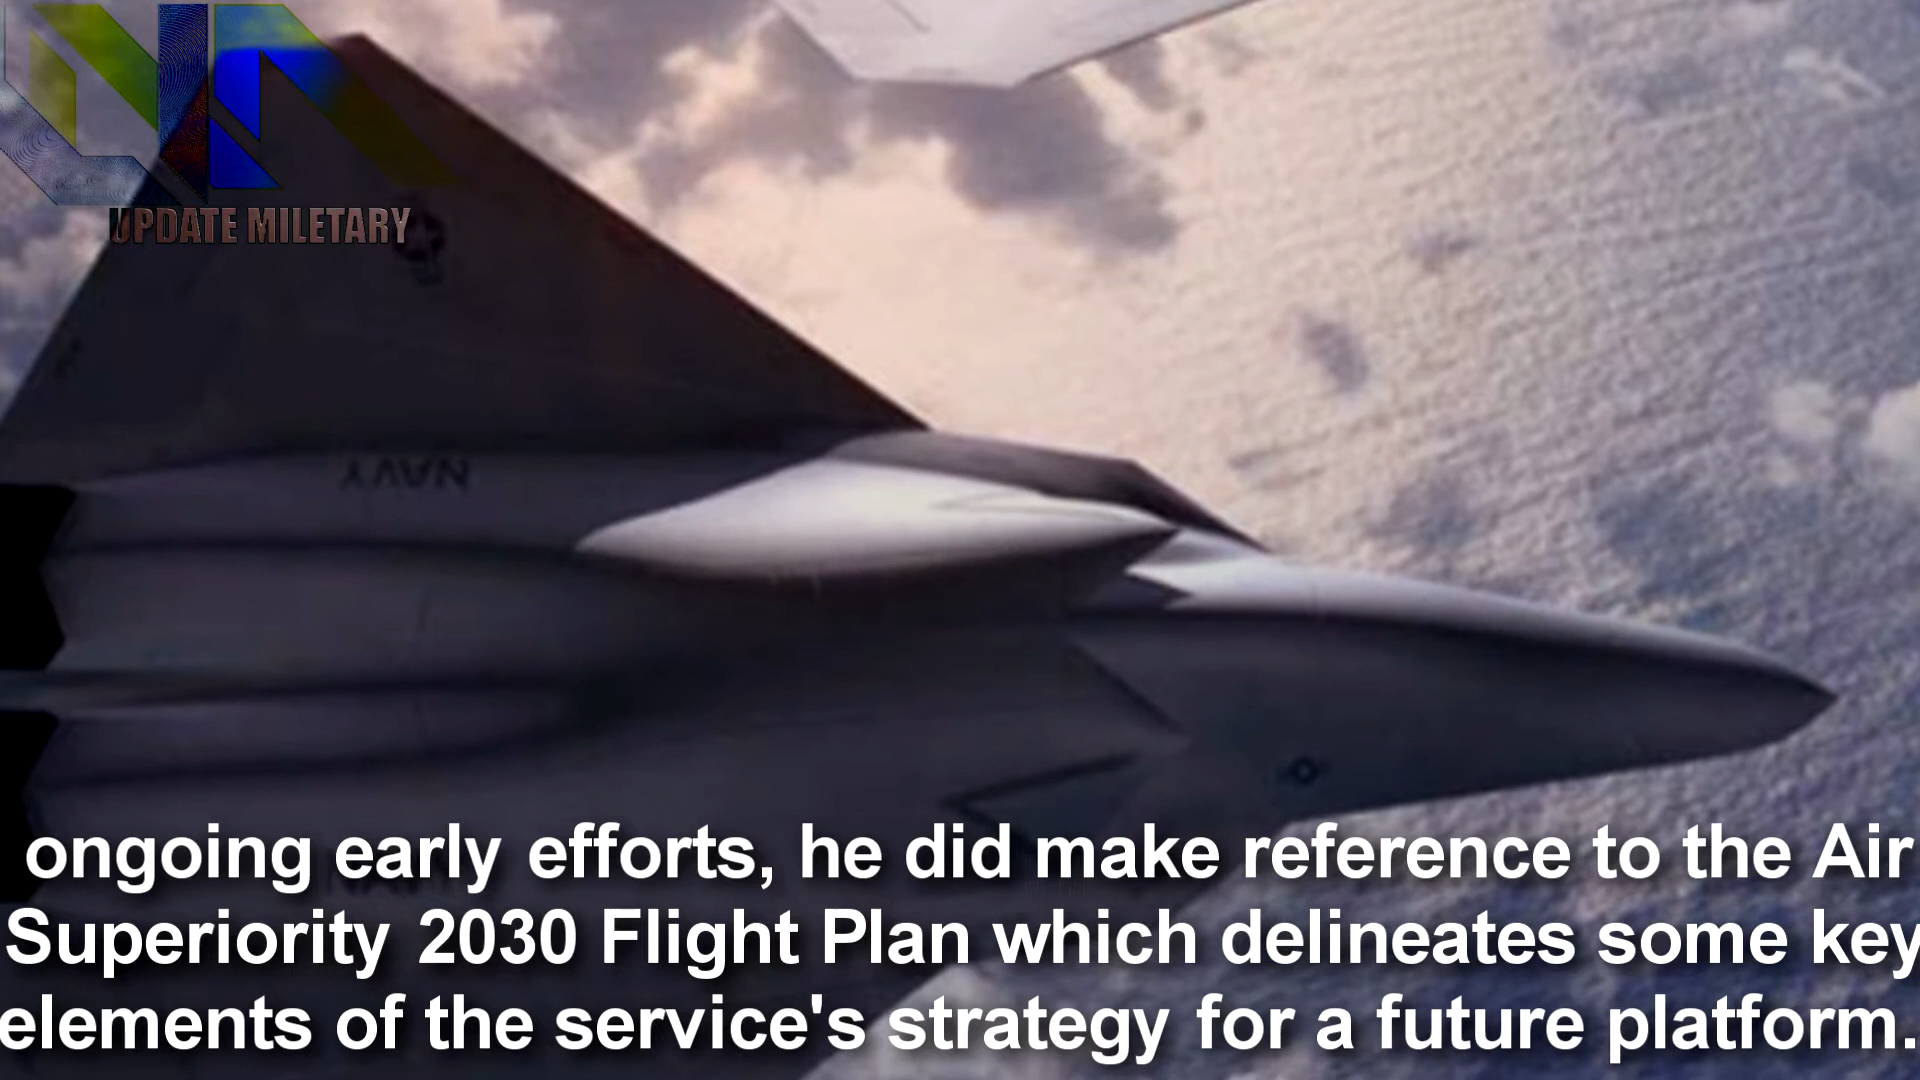 UPDATE MILETARY
NAVY
ongoing early efforts, he did make reference to the Air
Superiority 2030 Flight Plan which delineates some key
elements of the service's strategy for a future platform.